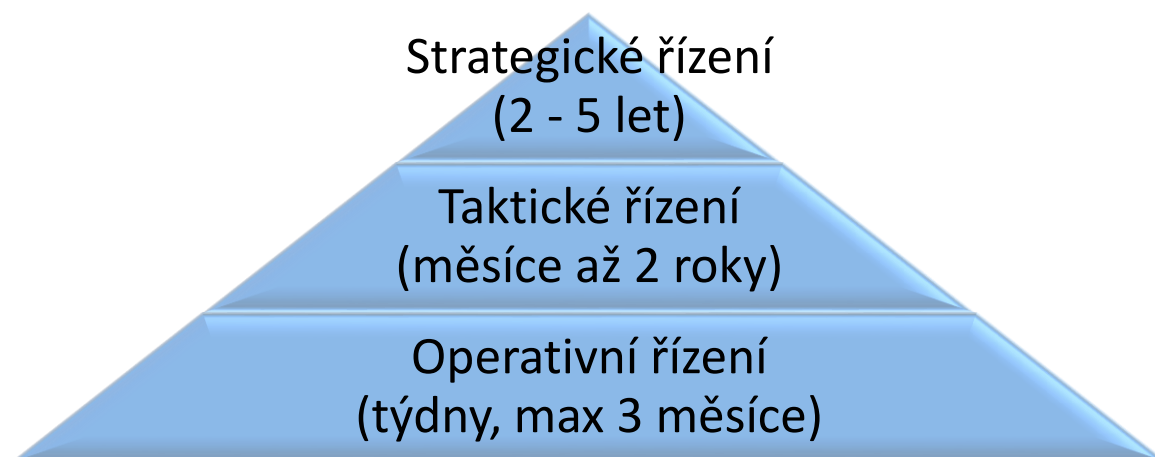 Strategické řízení
(2 - 5 let)
Taktické řízení
(měsíce až 2 roky)
Operativní řízení
(týdny, max 3 měsíce)